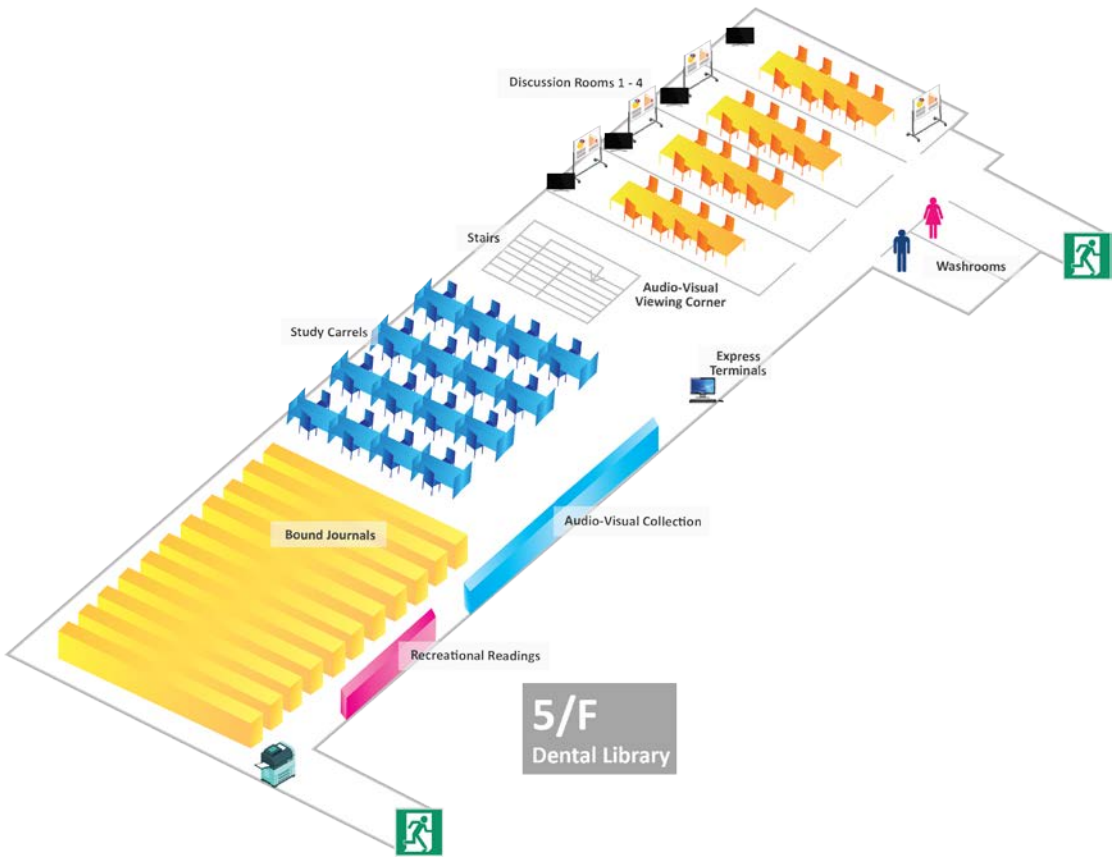 Discussion Rooms 1 - 4
Stairs
Washrooms
Audio-Visual
Viewing Corner
Study Carrels
Express
Terminals
Audio-Visual Collection
Bound Journals
Recreational Readings
5/F
Dental Library